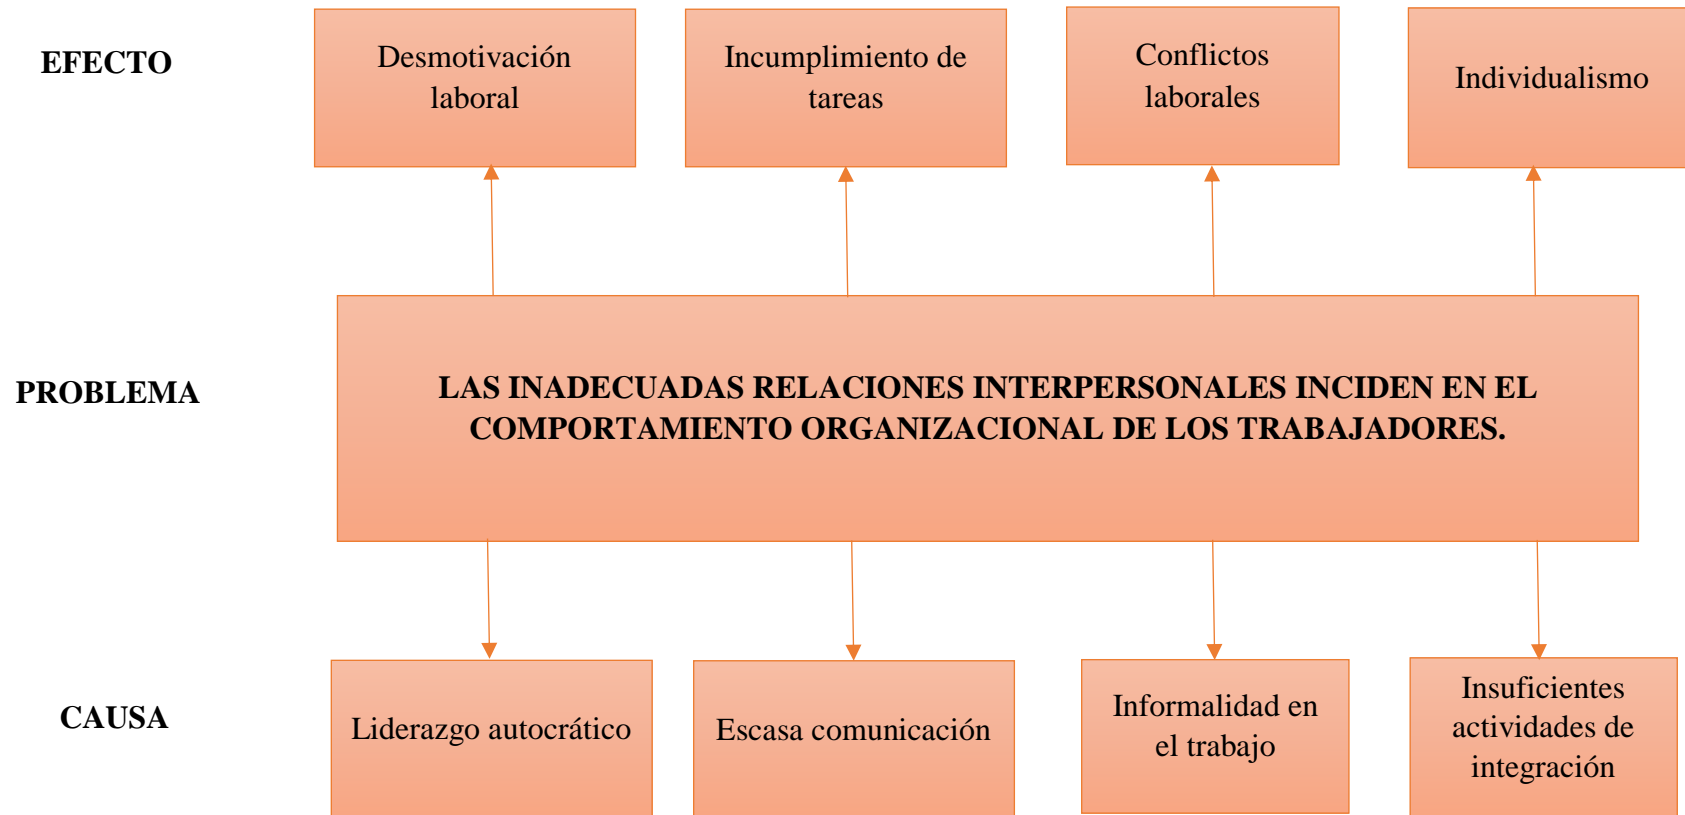 EFECTO
Desmotivación
laboral
Incumplimiento de
tareas
Conflictos
laborales
Individualismo
PROBLEMA
LAS INADECUADAS RELACIONES INTERPERSONALES INCIDEN EN EL
COMPORTAMIENTO ORGANIZACIONAL DE LOS TRABAJADORES.
CAUSA
Liderazgo autocrático
Escasa comunicación
Informalidad en
el trabajo
Insuficientes
actividades de
integración